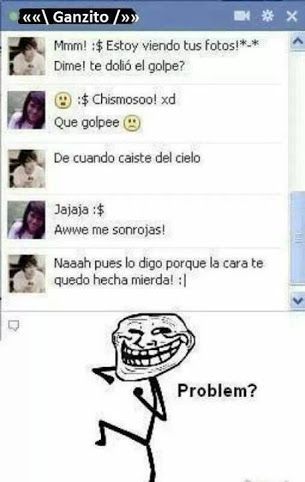 ««\ Ganzito /»»
Mmm! :$ Estoy viendo tus fotos!*-*
Dime! te dolió el golpe?
:$ Chismosoo! xd
Que golpee
De cuando caiste del cielo
Jajaja :$
Awwe me sonrojas!
Naaah pues lo digo porque la cara te
quedo hecha mierda! :|
Problem?